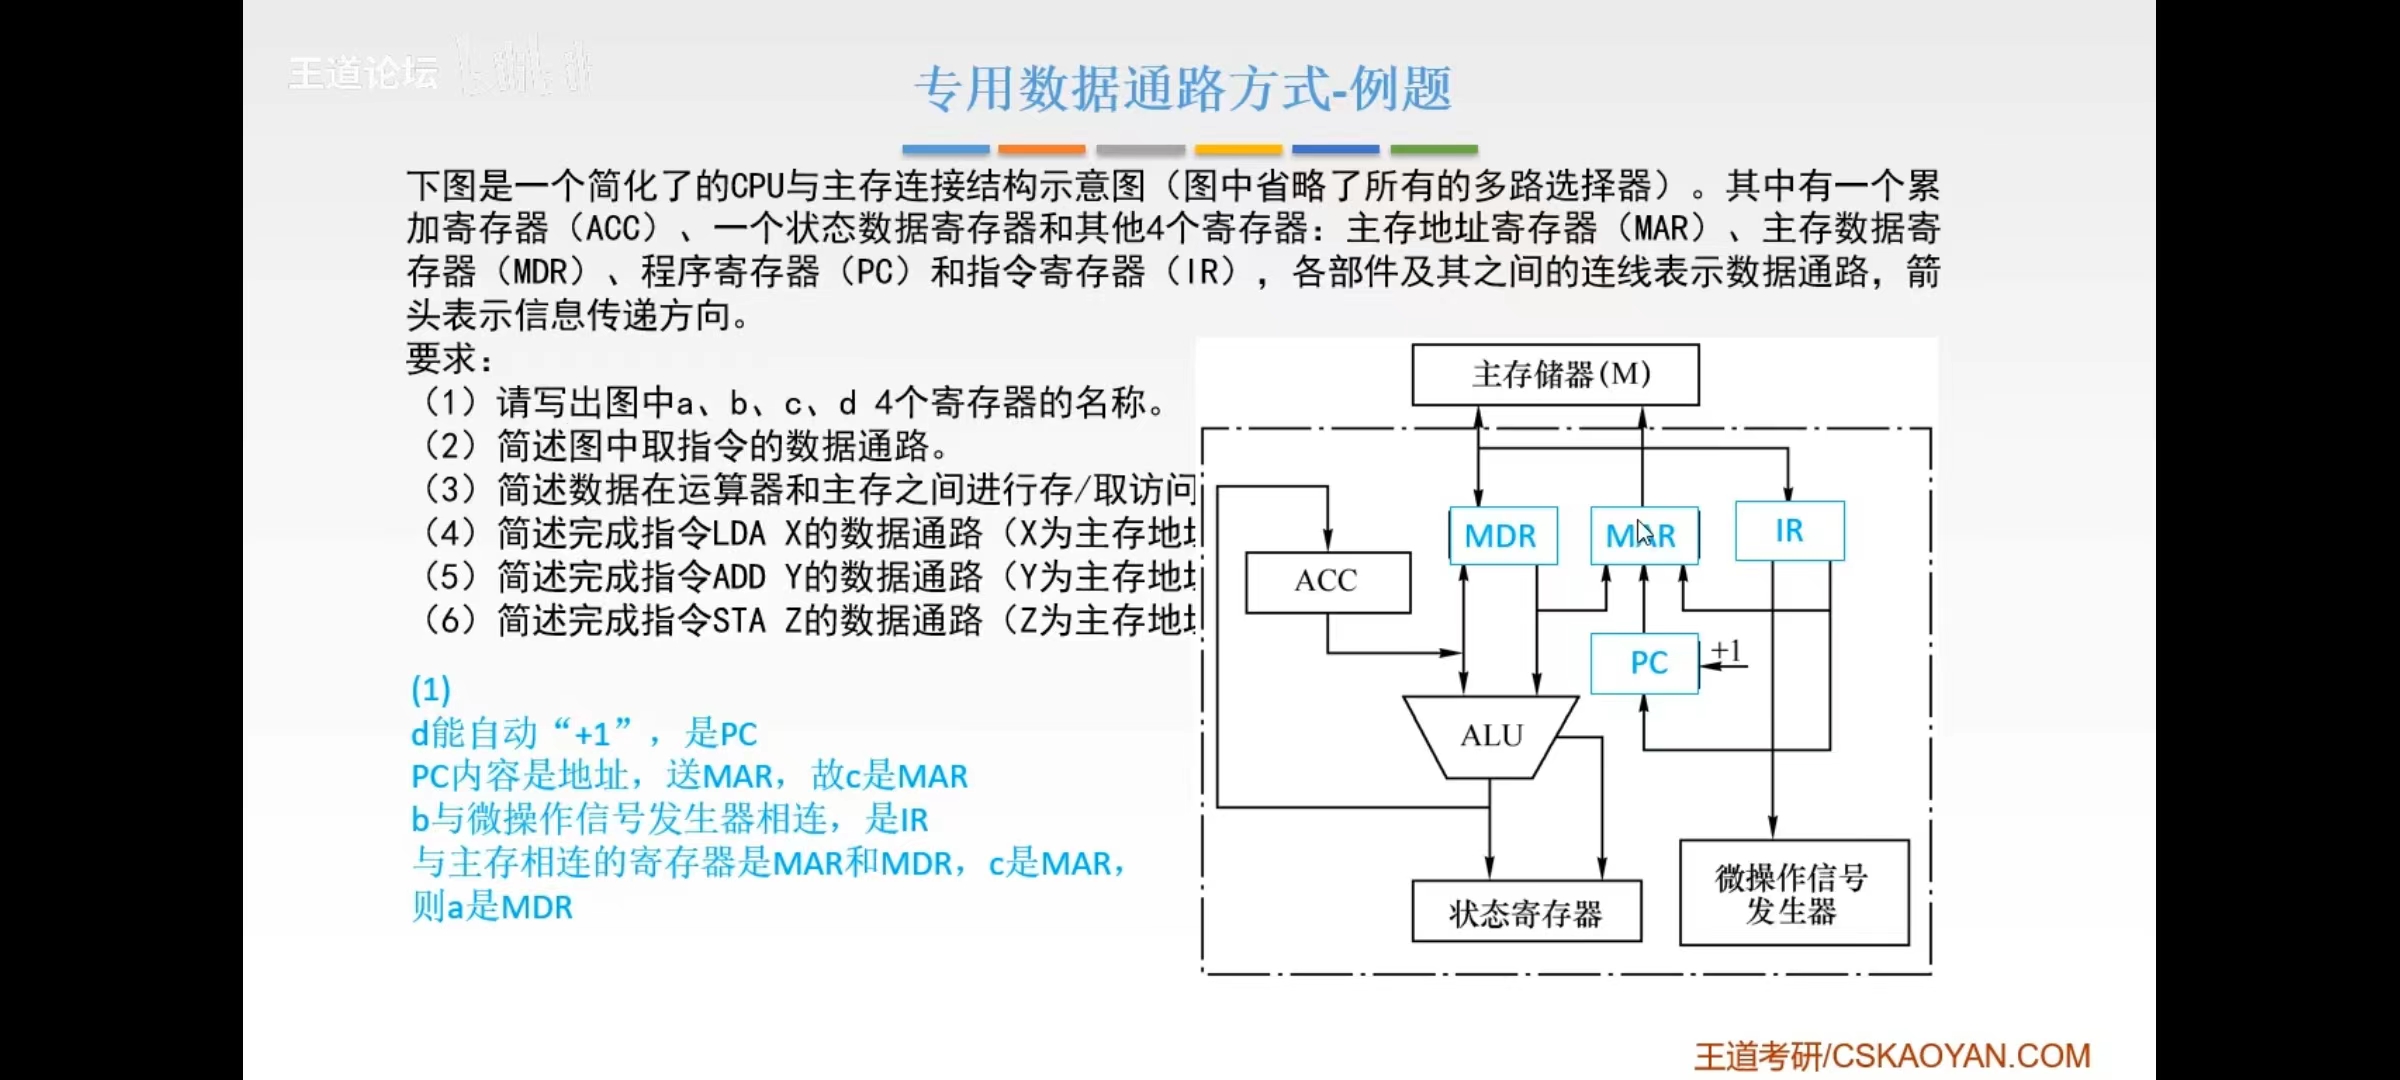 王道论坛
专用数据通路方式-例题
下图是一个简化了的CPU与主存连接结构示意图（图中省略了所有的多路选择器）。其中有一个累
加寄存器（ACC）、一个状态数据寄存器和其他4个寄存器：主存地址寄存器（MAR）、主存数据寄
存器（MDR）、程序寄存器（PC）和指令寄存器（IR），各部件及其之间的连线表示数据通路，箭
头表示信息传递方向。
要求：
（1）请写出图中a、b、c、d 4个寄存器的名称。
（2）简述图中取指令的数据通路。
（3）简述数据在运算器和主存之间进行存/取访问
（4）简述完成指令LDA X的数据通路（X为主存地
（5）简述完成指令ADD Y的数据通路（Y为主存地
（6）简述完成指令STA Z的数据通路（Z为主存地
(1)
d能自动“+1”，是PC
PC内容是地址，送MAR，故c是MAR
b与微操作信号发生器相连，是IR
与主存相连的寄存器是MAR和MDR，c是MAR，
则a是MDR
主存储器(M)
MDR
MAR
IR
ACC
PC
+1
ALU
状态寄存器
微操作信号
发生器
王道考研/CSKAOYAN.COM